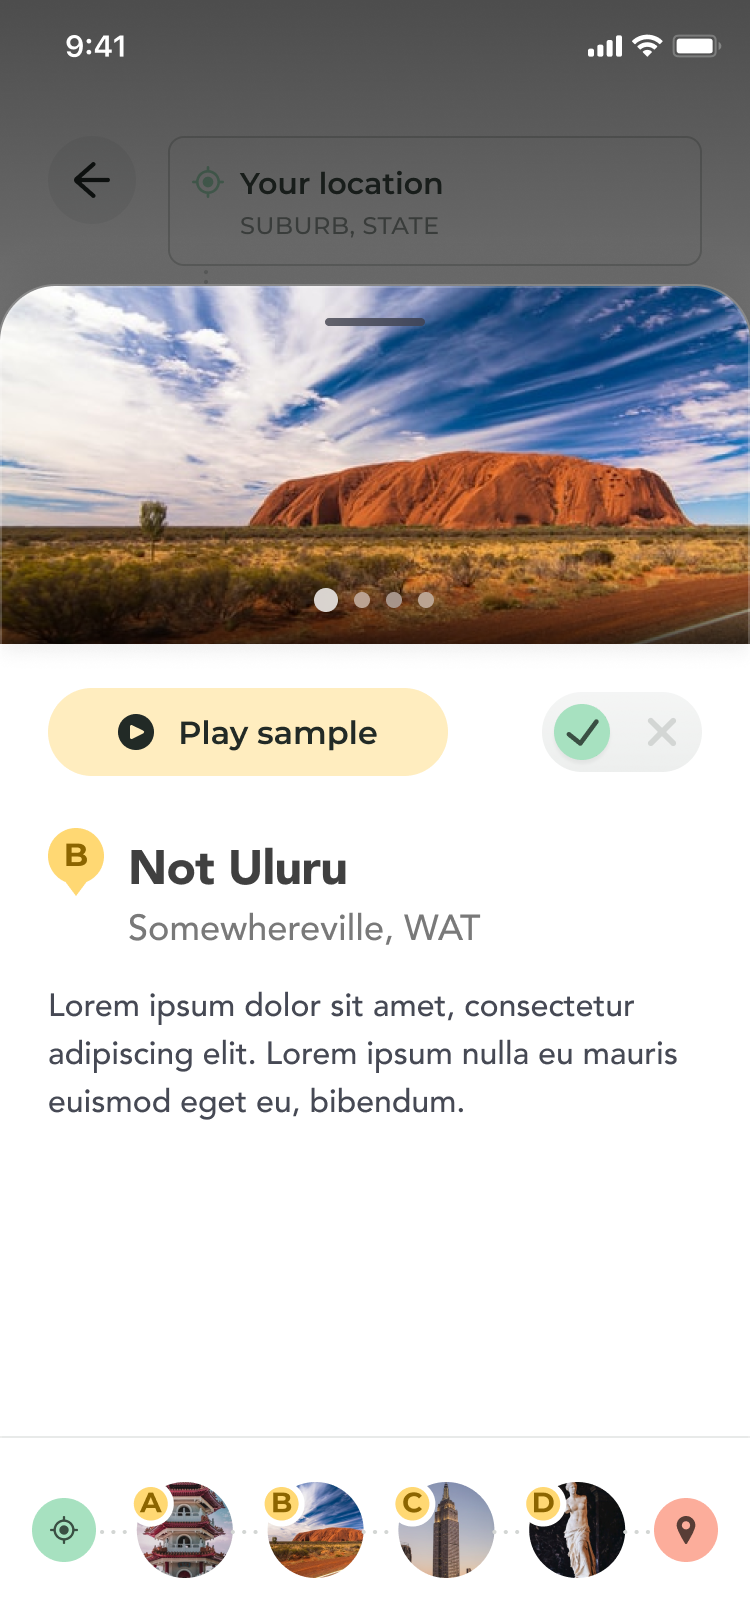 9:41
Your location
SUBURB, STATE
Play sample
B
Not Uluru
Somewhereville, WAT
Lorem ipsum dolor sit amet, consectetur
adipiscing elit. Lorem ipsum nulla eu mauris
euismod eget eu, bibendum.
A B C D